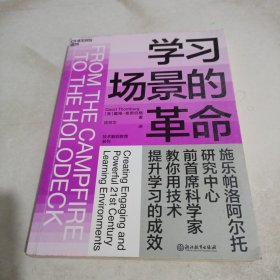 学习
场景的
革命
FROM THE CAMPFIRE
TO THE HOLODECK
David Thornburg
Creating Engaging and
Powerful 21st Century
Learning Environments
施乐帕洛阿尔托
研究中心
前首席科学家
教你用技术
提升学习的成效
浙江教育出版社